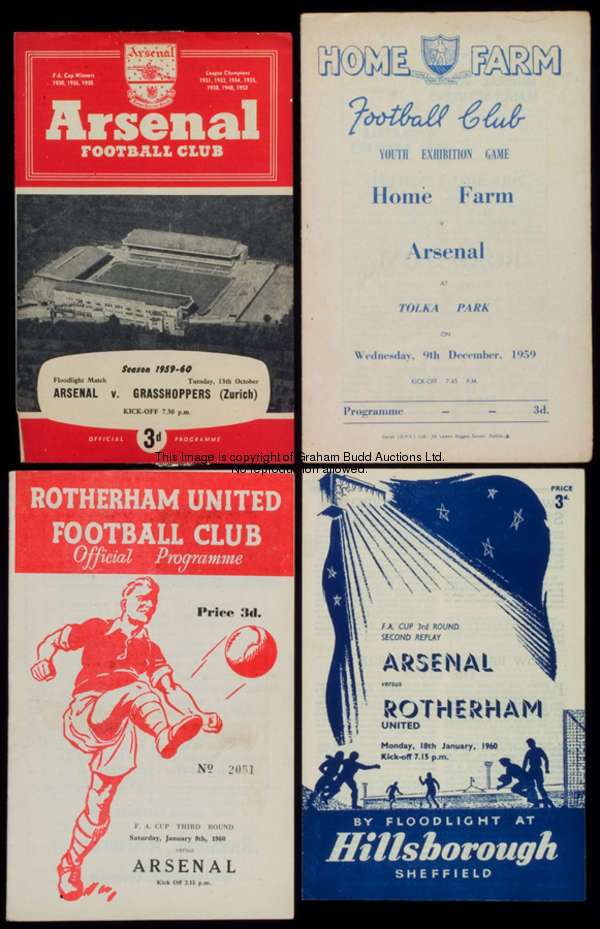 Arsenal
F.A. Cup Winners
1930, 1936, 1950
League Champions
1931, 1933, 1934, 1935,
1938, 1948, 1953
Arsenal
FOOTBALL CLUB
Season 1959-60
Floodlight Match
Tuesday, 13th October
ARSENAL v. GRASSHOPPERS (Zurich)
KICK-OFF 7.30 p.m.
OFFICIAL 3d PROGRAMME
HOME FARM
Football Club
YOUTH EXHIBITION GAME
Home Farm
v
Arsenal
AT
TOLKA PARK
ON
Wednesday, 9th December, 1959
KICK-OFF 7.45 P.M.
Programme - - 3d.
This image is copyright of Graham Budd Auctions Ltd.
No reproduction allowed.
ROTHERHAM UNITED
FOOTBALL CLUB
Official Programme
Price 3d.
No 2051
F. A. CUP THIRD ROUND
Saturday, January 9th, 1960
versus
ARSENAL
Kick Off 2.15 p.m.
PRICE
3d.
F.A. CUP 3rd ROUND
SECOND REPLAY
ARSENAL
versus
ROTHERHAM
UNITED
Monday, 18th January, 1960
Kick-off 7.15 p.m.
BY FLOODLIGHT AT
Hillsborough
SHEFFIELD